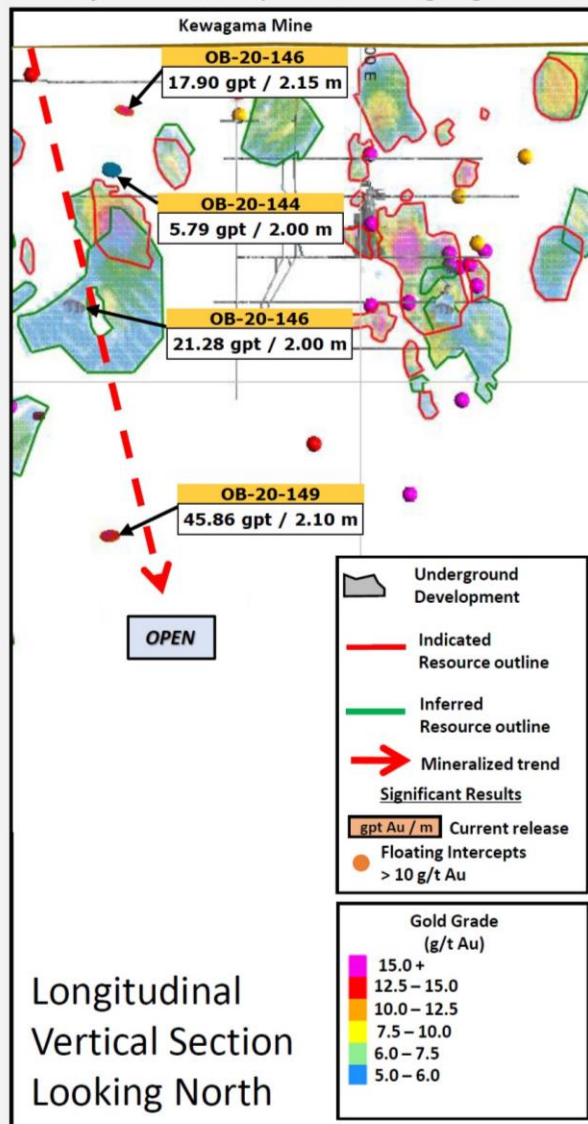 Kewagama Mine
OB-20-146
17.90 gpt / 2.15 m
00 E
OB-20-144
5.79 gpt / 2.00 m
OB-20-146
21.28 gpt / 2.00 m
OB-20-149
45.86 gpt / 2.10 m
OPEN
Underground
Development
Indicated
Resource outline
Inferred
Resource outline
Mineralized trend
Significant Results
gpt Au / m Current release
Floating Intercepts
> 10 g/t Au
Gold Grade
(g/t Au)
15.0 +
12.5 – 15.0
10.0 – 12.5
7.5 – 10.0
6.0 – 7.5
5.0 – 6.0
Longitudinal
Vertical Section
Looking North